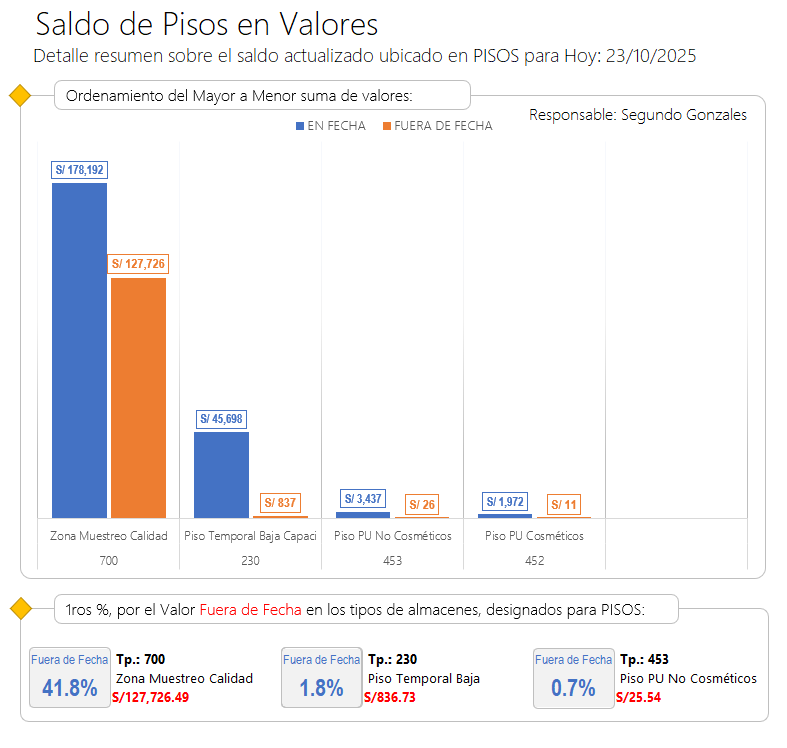 Saldo de Pisos en Valores
Detalle resumen sobre el saldo actualizado ubicado en PISOS para Hoy: 23/10/2025
Ordenamiento del Mayor a Menor suma de valores:
Responsable: Segundo Gonzales
EN FECHA FUERA DE FECHA
S/ 178,192
S/ 127,726
S/ 45,698
S/ 837
S/ 3,437
S/ 26
S/ 1,972
S/ 11
Zona Muestreo Calidad Piso Temporal Baja Capaci Piso PU No Cosméticos Piso PU Cosméticos
700 230 453 452
1ros %, por el Valor Fuera de Fecha en los tipos de almacenes, designados para PISOS:
Fuera de Fecha
41.8%
Tp.: 700
Zona Muestreo Calidad
S/127,726.49
Fuera de Fecha
1.8%
Tp.: 230
Piso Temporal Baja
S/836.73
Fuera de Fecha
0.7%
Tp.: 453
Piso PU No Cosméticos
S/25.54